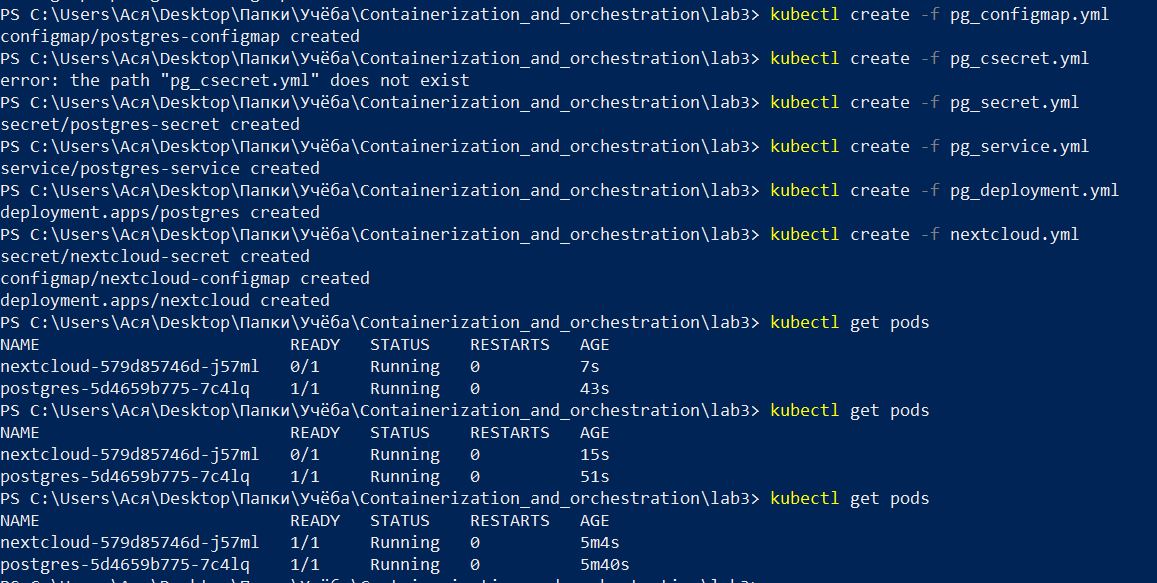 PS C:\Users\Ася\Desktop\Папки\Учёба\Containerization_and_orchestration\lab3> kubectl create -f pg_configmap.yml
configmap/postgres-configmap created
PS C:\Users\Ася\Desktop\Папки\Учёба\Containerization_and_orchestration\lab3> kubectl create -f pg_csecret.yml
error: the path "pg_csecret.yml" does not exist
PS C:\Users\Ася\Desktop\Папки\Учёба\Containerization_and_orchestration\lab3> kubectl create -f pg_secret.yml
secret/postgres-secret created
PS C:\Users\Ася\Desktop\Папки\Учёба\Containerization_and_orchestration\lab3> kubectl create -f pg_service.yml
service/postgres-service created
PS C:\Users\Ася\Desktop\Папки\Учёба\Containerization_and_orchestration\lab3> kubectl create -f pg_deployment.yml
deployment.apps/postgres created
PS C:\Users\Ася\Desktop\Папки\Учёба\Containerization_and_orchestration\lab3> kubectl create -f nextcloud.yml
secret/nextcloud-secret created
configmap/nextcloud-configmap created
deployment.apps/nextcloud created
PS C:\Users\Ася\Desktop\Папки\Учёба\Containerization_and_orchestration\lab3> kubectl get pods
NAME                         READY   STATUS    RESTARTS   AGE
nextcloud-579d85746d-j57ml   0/1     Running   0          7s
postgres-5d4659b775-7c4lq    1/1     Running   0          43s
PS C:\Users\Ася\Desktop\Папки\Учёба\Containerization_and_orchestration\lab3> kubectl get pods
NAME                         READY   STATUS    RESTARTS   AGE
nextcloud-579d85746d-j57ml   0/1     Running   0          15s
postgres-5d4659b775-7c4lq    1/1     Running   0          51s
PS C:\Users\Ася\Desktop\Папки\Учёба\Containerization_and_orchestration\lab3> kubectl get pods
NAME                         READY   STATUS    RESTARTS   AGE
nextcloud-579d85746d-j57ml   1/1     Running   0          5m4s
postgres-5d4659b775-7c4lq    1/1     Running   0          5m40s